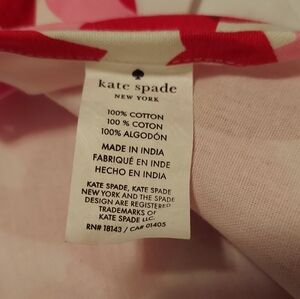 kate spade
NEW YORK
100% COTTON
100 % COTON
100% ALGODÓN
MADE IN INDIA
FABRIQUÉ EN INDE
HECHO EN INDIA
KATE SPADE, KATE SPADE
NEW YORK AND THE SPADE
DESIGN ARE REGISTERED
TRADEMARKS OF
KATE SPADE LLC.
RN# 18143 / CA# 01405